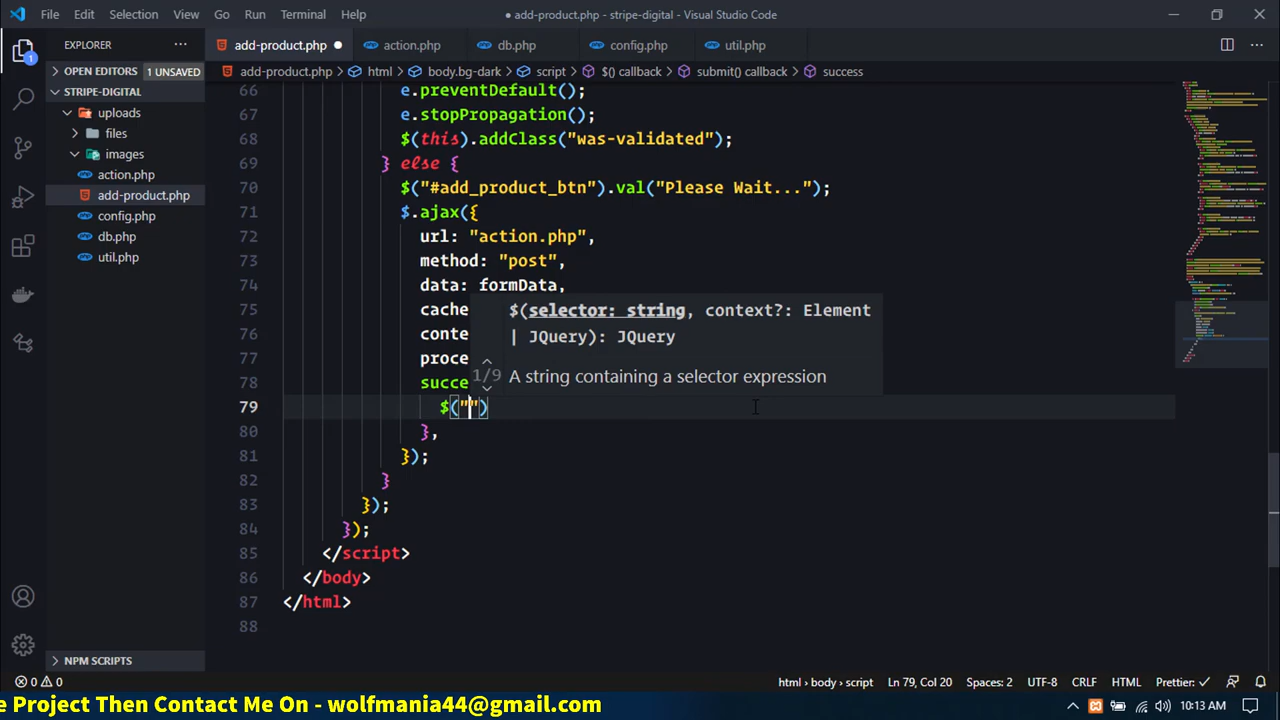 File Edit Selection View Go Run Terminal Help
● add-product.php - stripe-digital - Visual Studio Code
EXPLORER
add-product.php
action.php
db.php
config.php
util.php
OPEN EDITORS 1 UNSAVED
add-product.php > html > body.bg-dark > script > $() callback > submit() callback > success
STRIPE-DIGITAL
uploads
files
images
action.php
add-product.php
config.php
db.php
util.php
NPM SCRIPTS
66 e.preventDefault();
67 e.stopPropagation();
68 $(this).addClass("was-validated");
69 } else {
70 $("#add_product_btn").val("Please Wait...");
71 $.ajax({
72 url: "action.php",
73 method: "post",
74 data: formData,
75 cache
76 conte
77 proce
78 succe
79 $("")
80 },
81 });
82 }
83 });
84 });
85 </script>
86 </body>
87 </html>
88
$(selector: string, context?: Element
| JQuery): JQuery
1/9 A string containing a selector expression
1
0 0
html > body > script Ln 79, Col 20 Spaces: 2 UTF-8 CRLF HTML Prettier: ✓
e Project Then Contact Me On - wolfmania44@gmail.com
10:13 AM